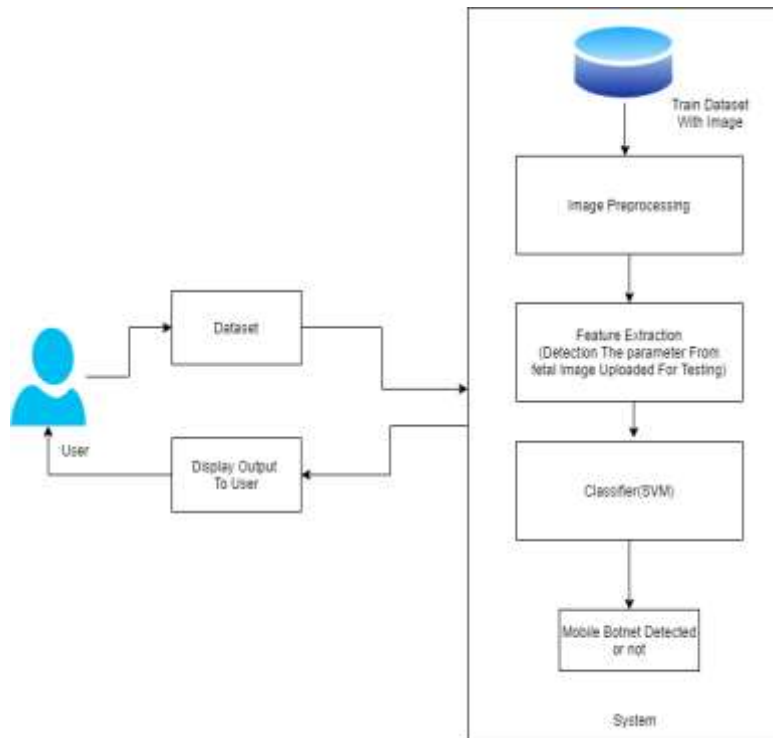 Train Dataset
With Image
Image Preprocessing
Feature Extraction
(Detection The parameter From
fetal Image Uploaded For Testing)
Dataset
User
Display Output
To User
Classifier(SVM)
Mobile Botnet Detected
or not
System